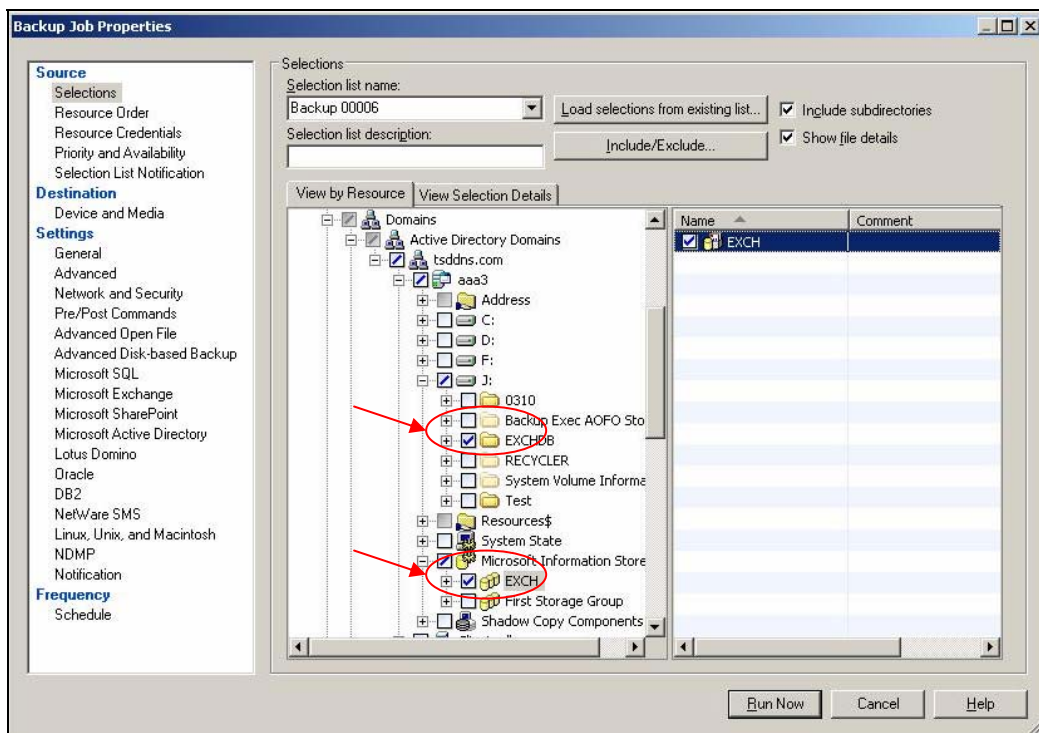 Backup Job Properties
Source
Selections
Resource Order
Resource Credentials
Priority and Availability
Selection List Notification
Destination
Device and Media
Settings
General
Advanced
Network and Security
Pre/Post Commands
Advanced Open File
Advanced Disk-based Backup
Microsoft SQL
Microsoft Exchange
Microsoft SharePoint
Microsoft Active Directory
Lotus Domino
Oracle
DB2
NetWare SMS
Linux, Unix, and Macintosh
NDMP
Notification
Frequency
Schedule
Selections
Selection list name:
Backup 00006
Load selections from existing list...
Include subdirectories
Selection list description:
Include/Exclude...
Show file details
View by Resource
View Selection Details
Domains
Active Directory Domains
tsddns.com
aaa3
Address
C:
D:
F:
J:
0310
Backup Exec AOFO Sto
EXCHDB
RECYCLER
System Volume Informa
Test
Resources$
System State
Microsoft Information Store
EXCH
First Storage Group
Shadow Copy Components
Name
Comment
EXCH
Run Now
Cancel
Help